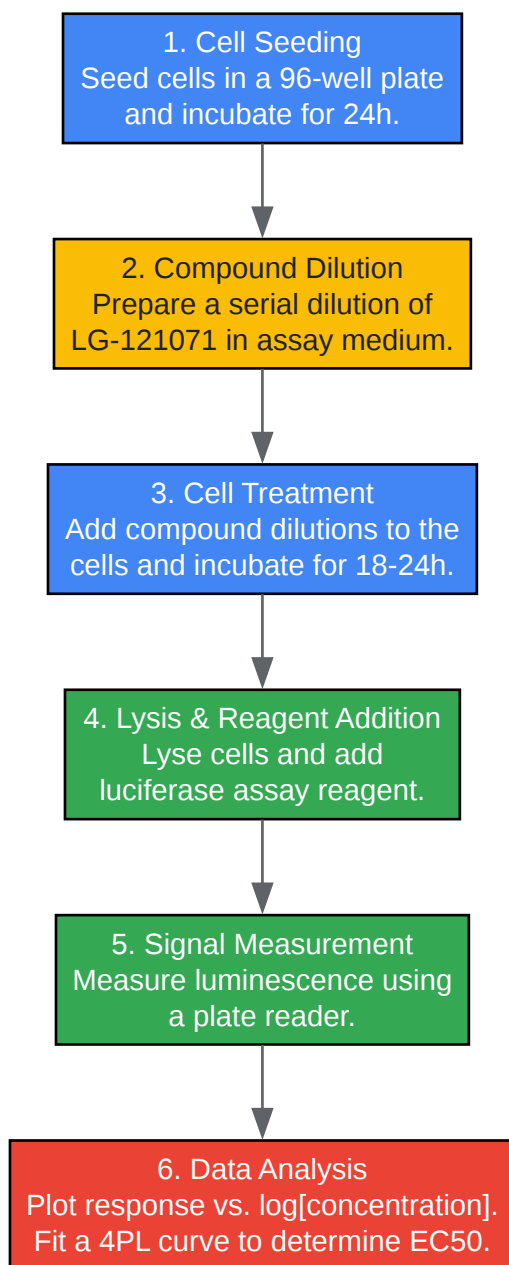 1. Cell Seeding
Seed cells in a 96-well plate
and incubate for 24h.
2. Compound Dilution
Prepare a serial dilution of
LG-121071 in assay medium.
3. Cell Treatment
Add compound dilutions to the
cells and incubate for 18-24h.
4. Lysis & Reagent Addition
Lyse cells and add
luciferase assay reagent.
5. Signal Measurement
Measure luminescence using
a plate reader.
6. Data Analysis
Plot response vs. log[concentration].
Fit a 4PL curve to determine EC50.